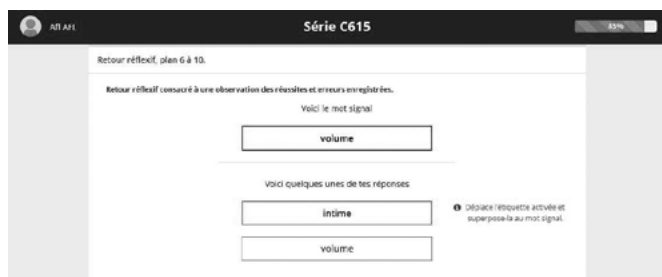 Afl AFL
Série C615
85%
Retour réflexif, plan 6 à 10.
Retour réflexif consacré à une observation des réussites et erreurs enregistrées.
Voici le mot signal
volume
Voici quelques unes de tes réponses
intime
Déplace l'étiquette activée et
superpose-la au mot signal.
volume